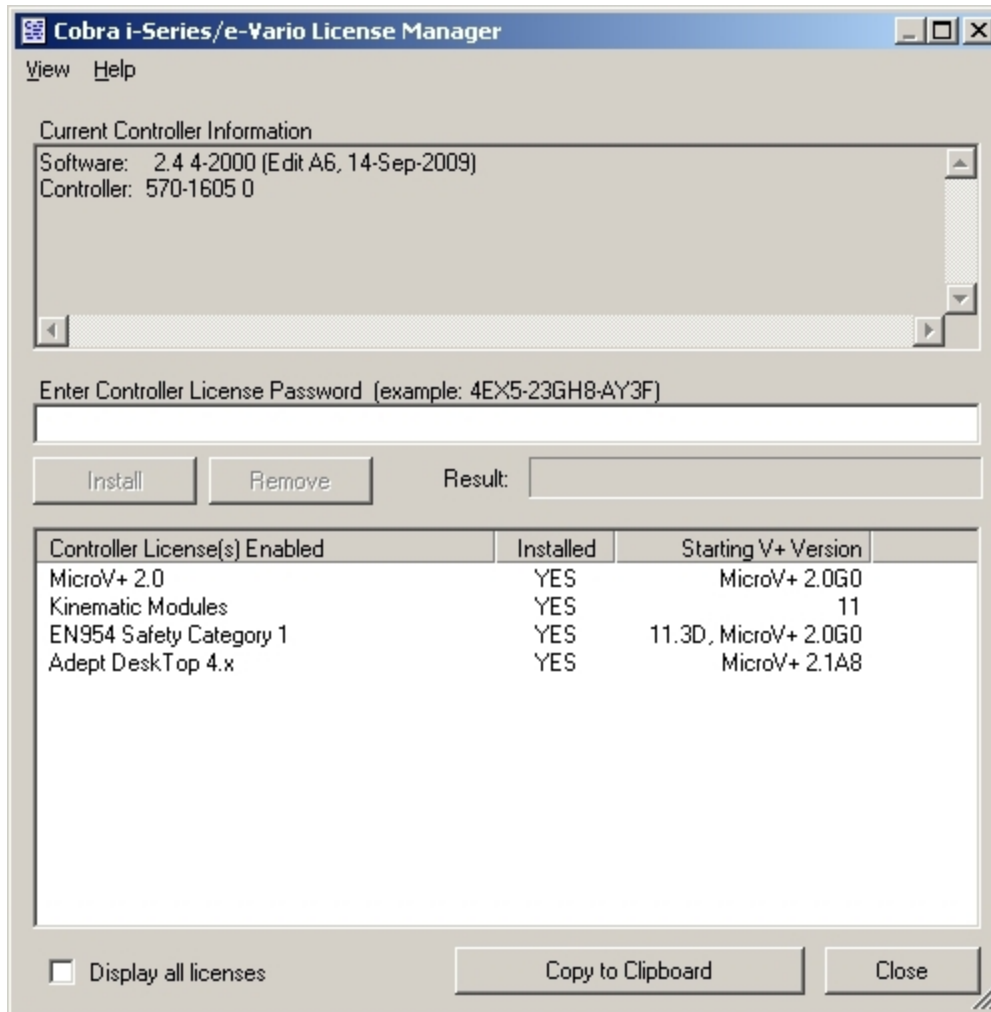 Cobra i-Series/e-Vario License Manager
View Help
Current Controller Information
Software: 2.4 4-2000 (Edit A6, 14-Sep-2009)
Controller: 570-1605 0
Enter Controller License Password (example: 4EX5-23GH8-AY3F)
Install Remove Result:
Controller License(s) Enabled Installed Starting V+ Version
MicroV+ 2.0 YES MicroV+ 2.0G0
Kinematic Modules YES 11
EN954 Safety Category 1 YES 11.3D, MicroV+ 2.0G0
Adept DeskTop 4.x YES MicroV+ 2.1A8
Display all licenses Copy to Clipboard Close